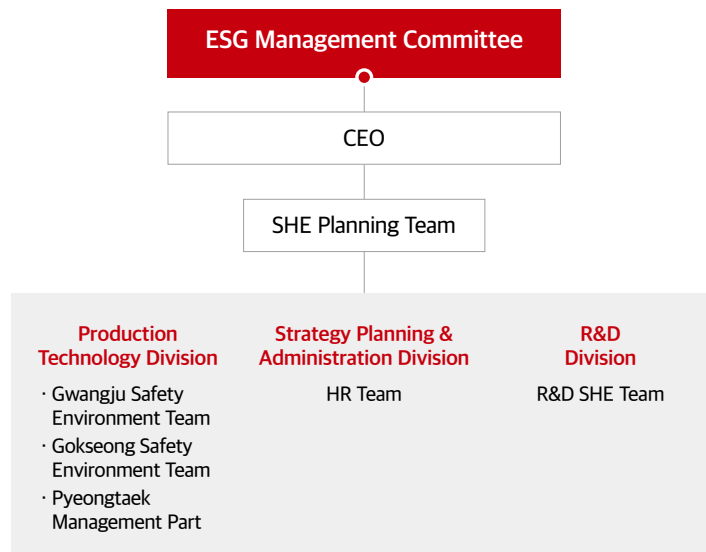 ESG Management Committee
CEO
SHE Planning Team
Production
Technology Division
· Gwangju Safety
Environment Team
· Gokseong Safety
Environment Team
· Pyeongtaek
Management Part
Strategy Planning &
Administration Division
HR Team
R&D
Division
R&D SHE Team